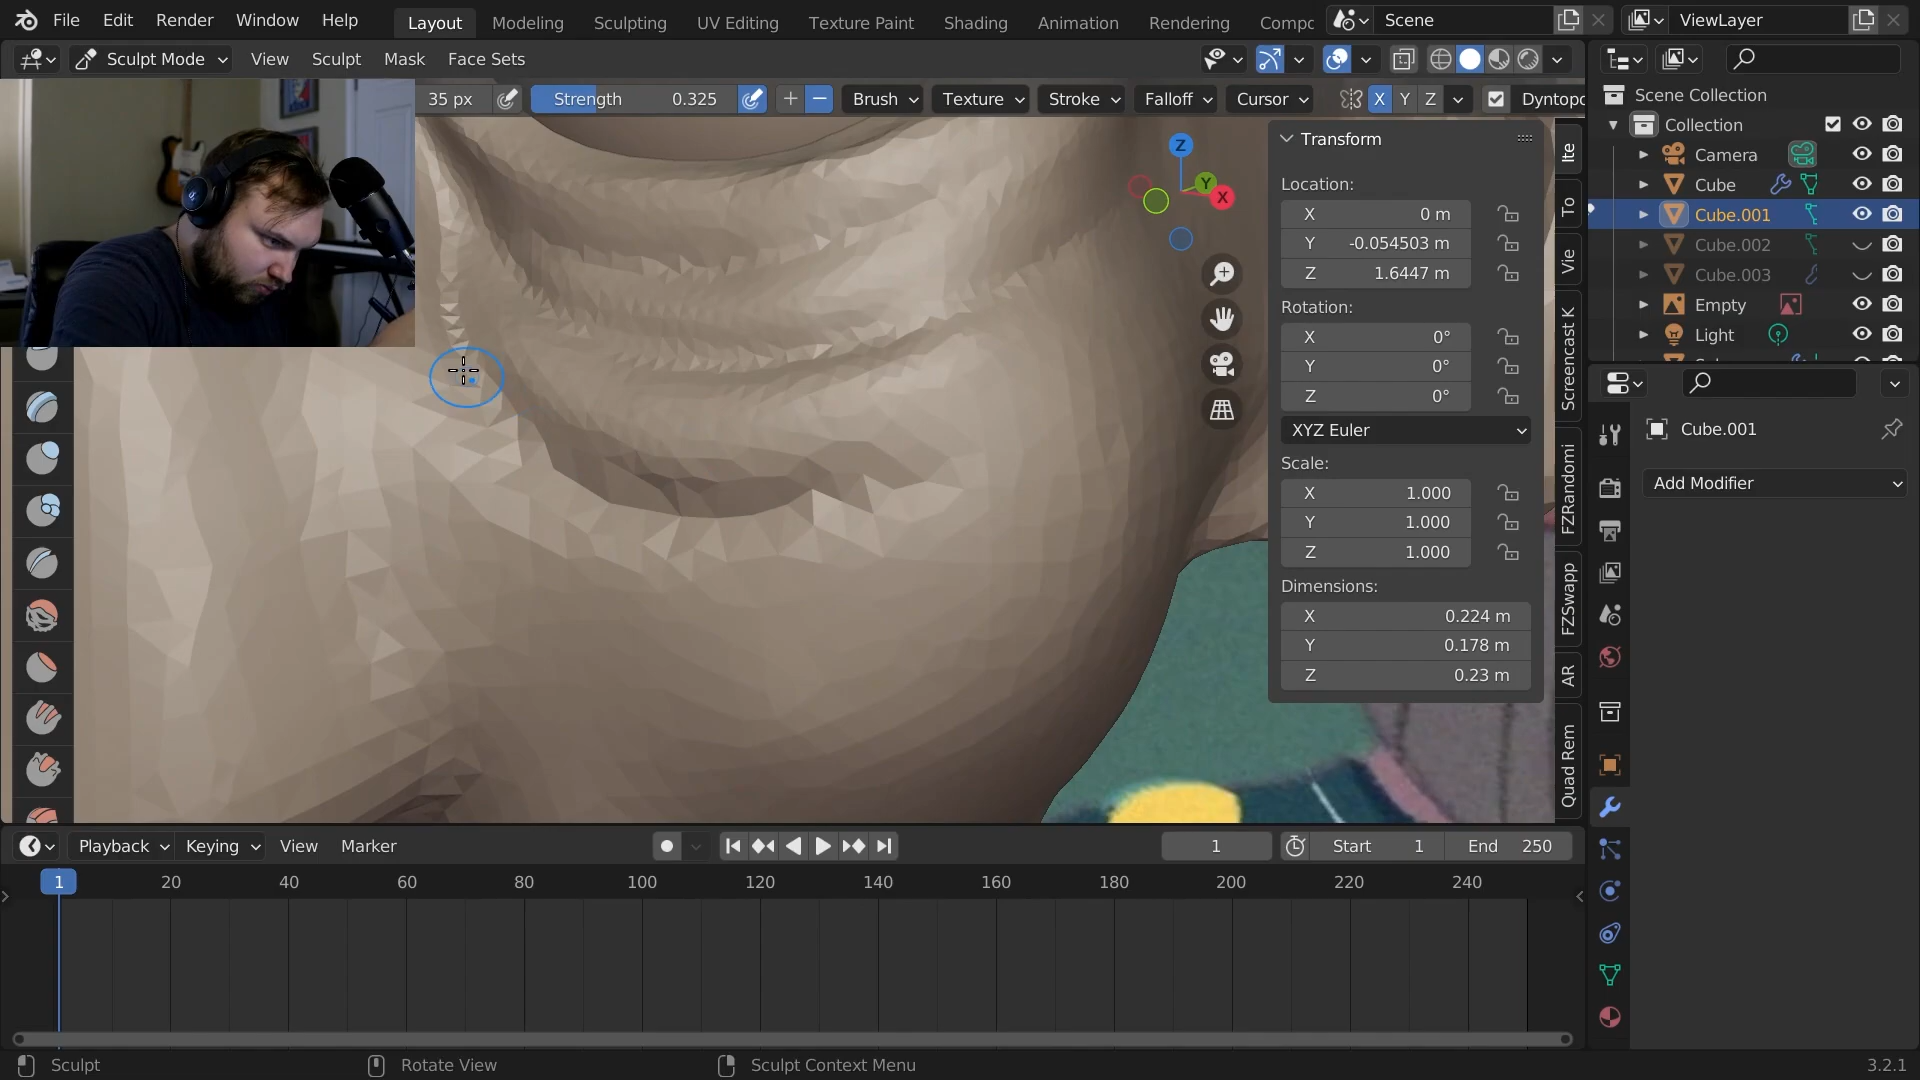 File Edit Render Window Help Layout Modeling Sculpting UV Editing Texture Paint Shading Animation Rendering Scene ViewLayer
Sculpt Mode View Sculpt Mask Face Sets
35 px Strength 0.325 Brush Texture Stroke Falloff Cursor X Y Z Dyntopo
Scene Collection
Collection
Camera
Cube
Cube.001
Cube.002
Cube.003
Empty
Light
Z
Y
X
Transform
Location:
X 0 m
Y -0.054503 m
Z 1.6447 m
Rotation:
X 0°
Y 0°
Z 0°
XYZ Euler
Scale:
X 1.000
Y 1.000
Z 1.000
Dimensions:
X 0.224 m
Y 0.178 m
Z 0.23 m
Ite
To
Vie
Screencast K
FZRandomi
FZSwapp
AR
Quad Rem
Cube.001
Add Modifier
Playback Keying View Marker 1 Start 1 End 250
1 20 40 60 80 100 120 140 160 180 200 220 240
Sculpt Rotate View Sculpt Context Menu 3.2.1